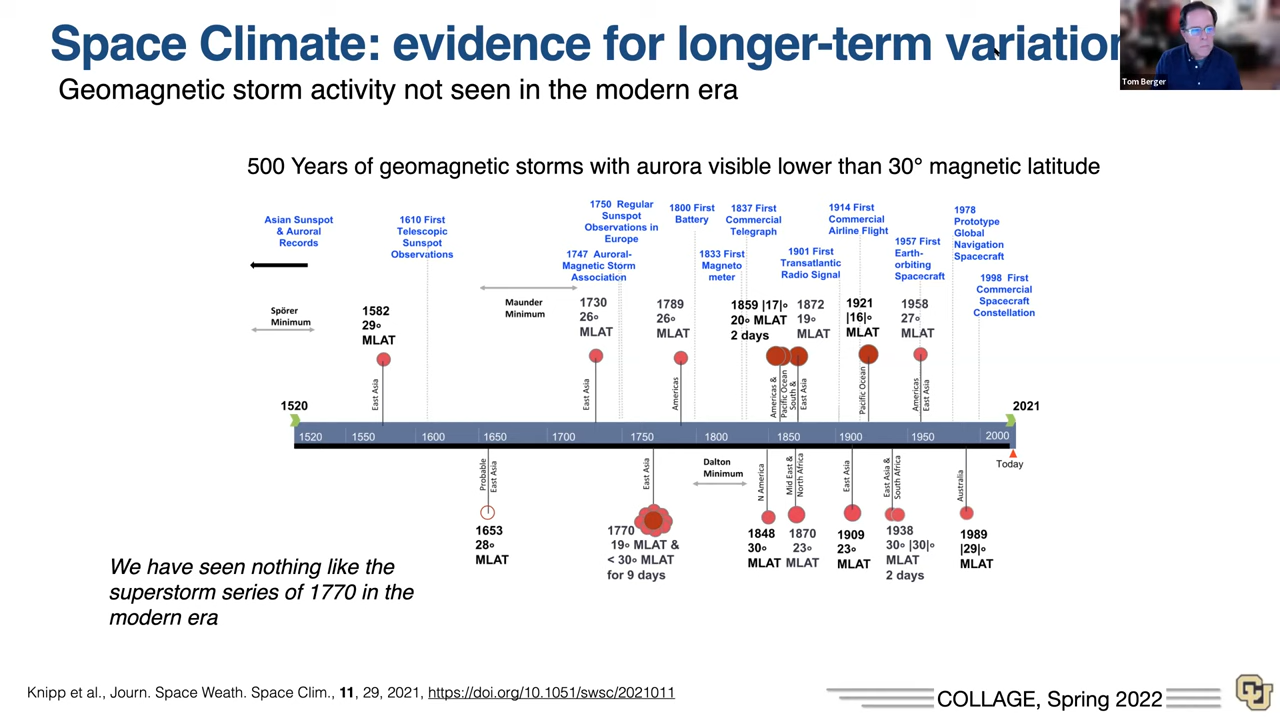 Space Climate: evidence for longer-term variation
Tom Berger
Geomagnetic storm activity not seen in the modern era
500 Years of geomagnetic storms with aurora visible lower than 30° magnetic latitude
Asian Sunspot
& Auroral
Records
1610 First
Telescopic
Sunspot
Observations
1750 Regular
Sunspot
Observations in
Europe
1747 Auroral-
Magnetic Storm
Association
1800 First
Battery
1833 First
Magneto
meter
1837 First
Commercial
Telegraph
1901 First
Transatlantic
Radio Signal
1914 First
Commercial
Airline Flight
1957 First
Earth-
orbiting
Spacecraft
1978
Prototype
Global
Navigation
Spacecraft
1998 First
Commercial
Spacecraft
Constellation
Spörer
Minimum
Maunder
Minimum
1582
29∘
MLAT
1730
26∘
MLAT
1789
26∘
MLAT
1859 |17|∘
20∘ MLAT
2 days
1872
19∘
MLAT
1921
|16|∘
MLAT
1958
27∘
MLAT
East Asia
East Asia
Americas
Americas &
Pacific Ocean
South &
East Asia
Pacific Ocean
Americas
East Asia
1520
2021
1520
1550
1600
1650
1700
1750
1800
1850
1900
1950
2000
Today
Probable
East Asia
East Asia
Dalton
Minimum
N America
Mid East &
North Africa
East Asia
East Asia &
South Africa
Australia
1653
28∘
MLAT
1770
19∘ MLAT &
< 30∘ MLAT
for 9 days
1848
30∘
MLAT
1870
23∘
MLAT
1909
23∘
MLAT
1938
30∘ |30|∘
MLAT
2 days
1989
|29|∘
MLAT
We have seen nothing like the
superstorm series of 1770 in the
modern era
Knipp et al., Journ. Space Weath. Space Clim., 11, 29, 2021, https://doi.org/10.1051/swsc/2021011
COLLAGE, Spring 2022
CU